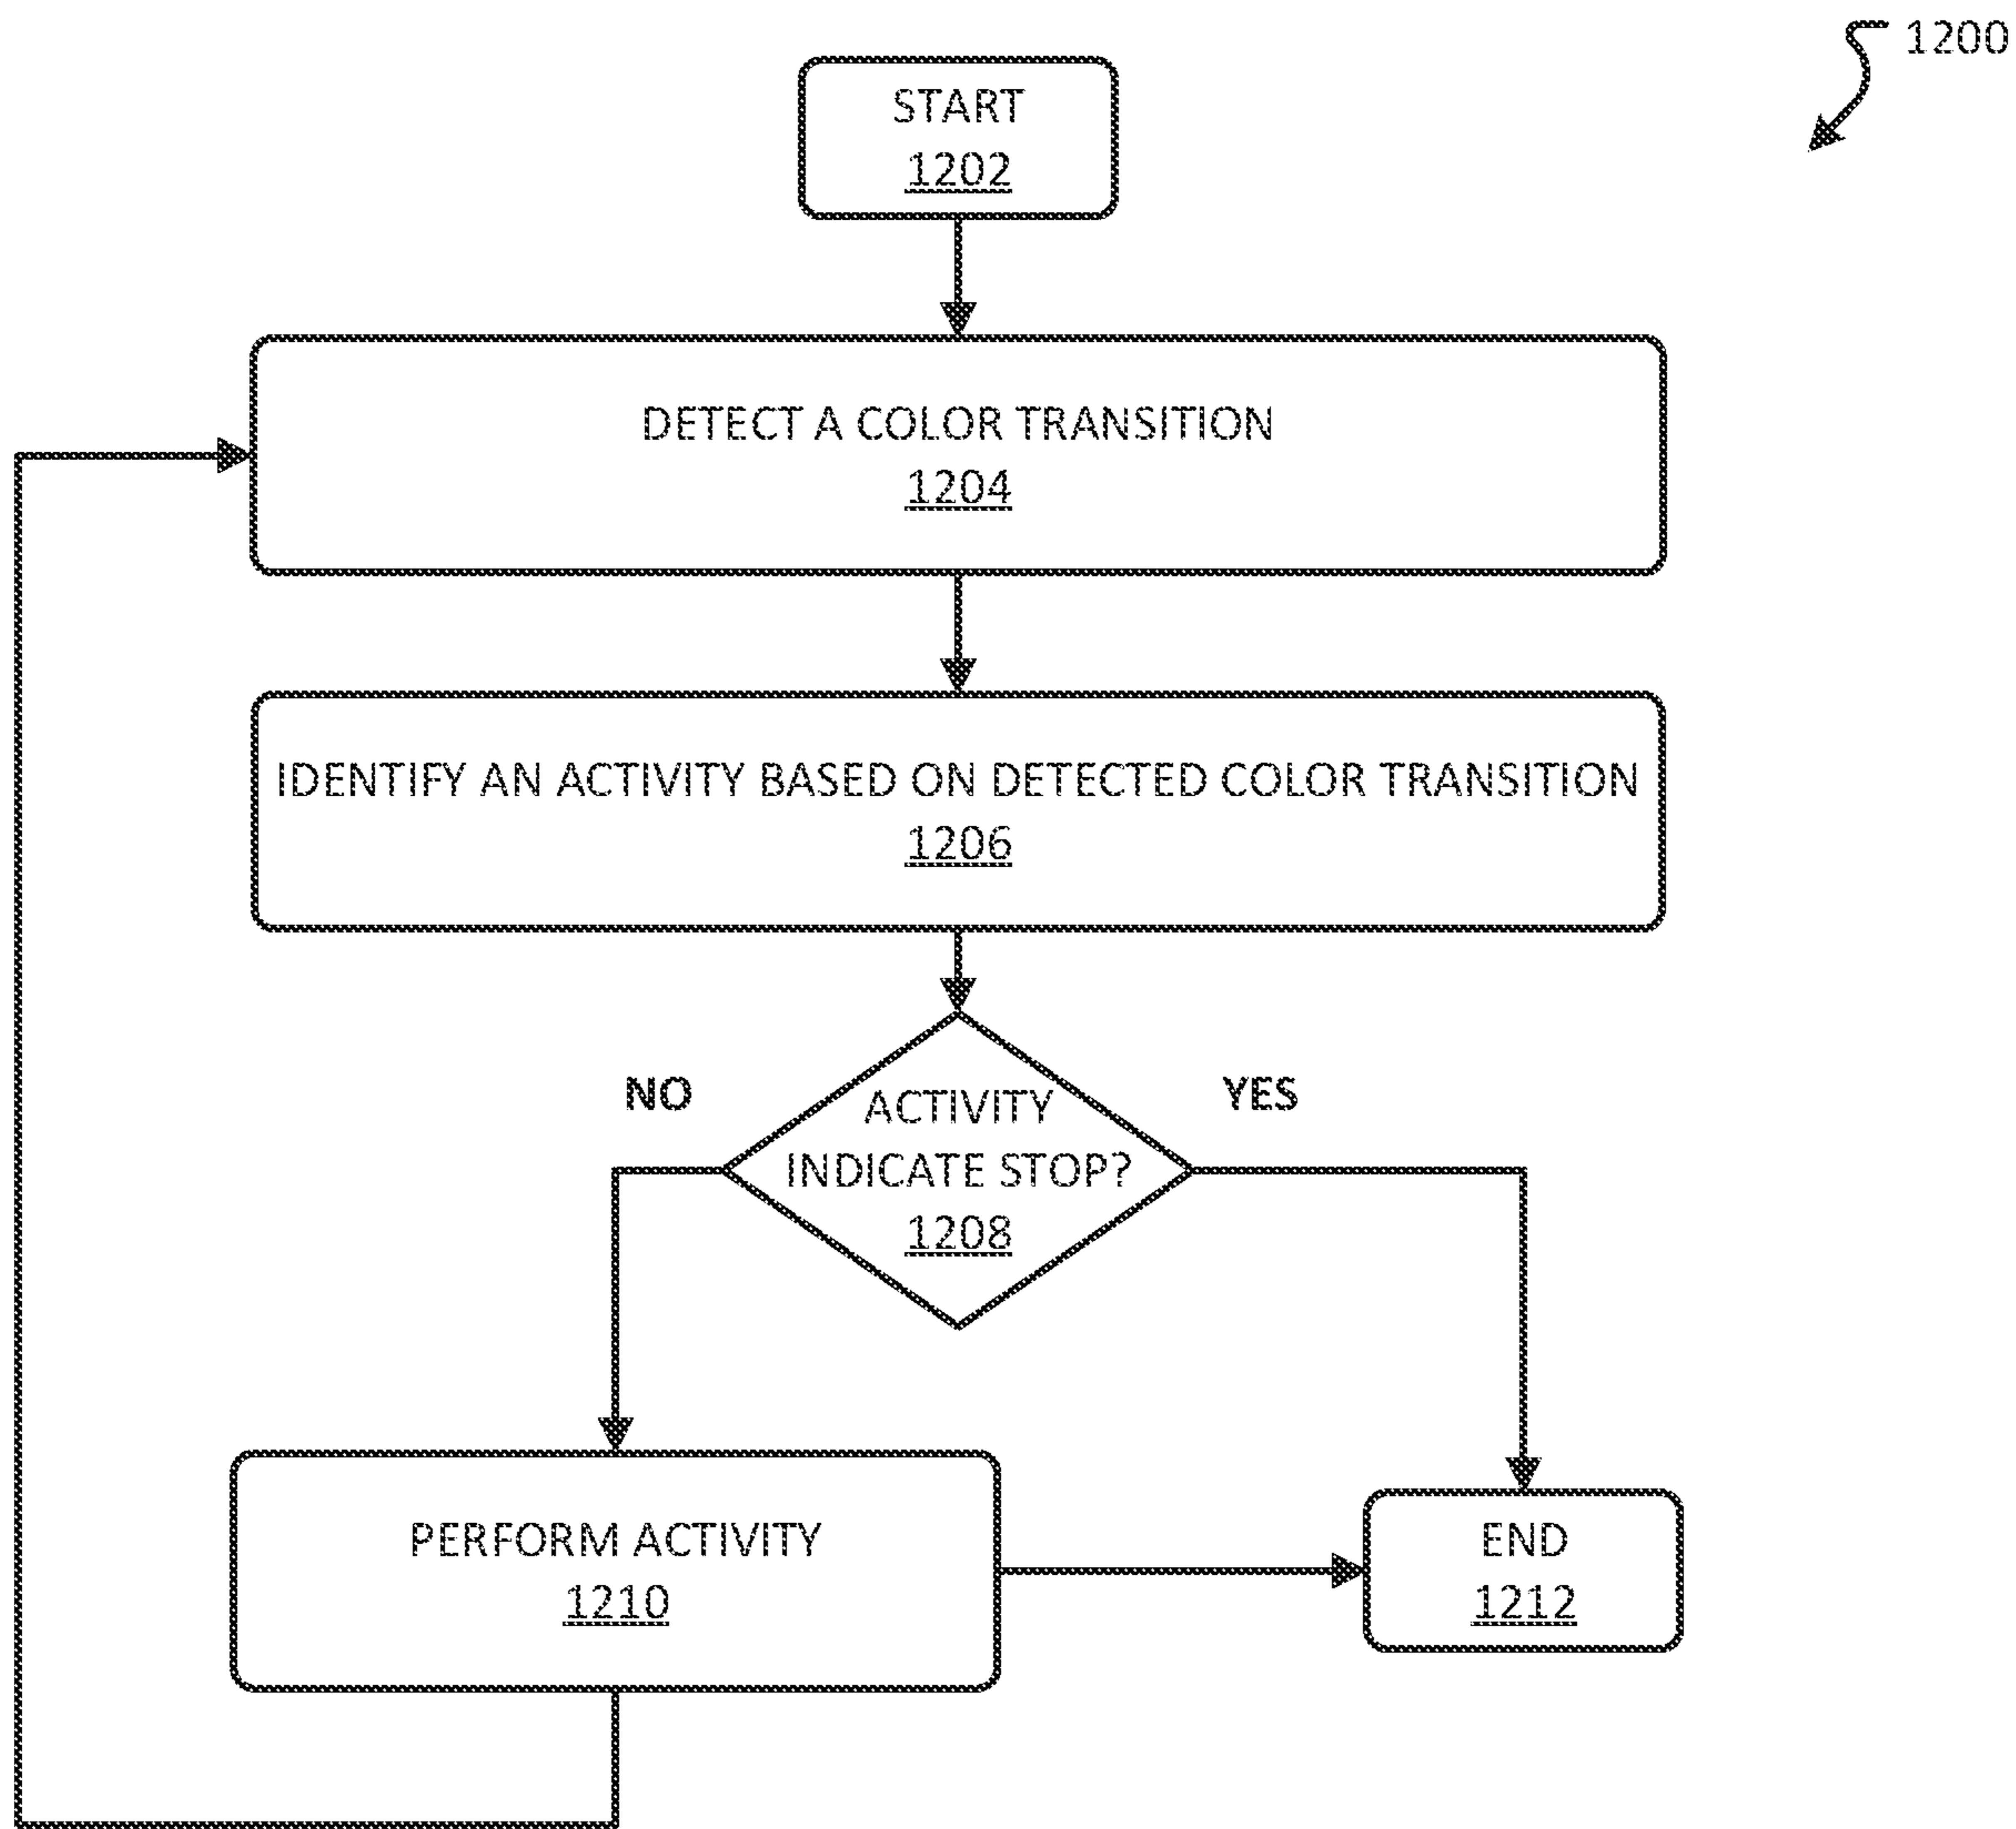 1200
START
1202
DETECT A COLOR TRANSITION
1204
IDENTIFY AN ACTIVITY BASED ON DETECTED COLOR TRANSITION
1206
NO
YES
ACTIVITY
INDICATE STOP?
1208
PERFORM ACTIVITY
1210
END
1212